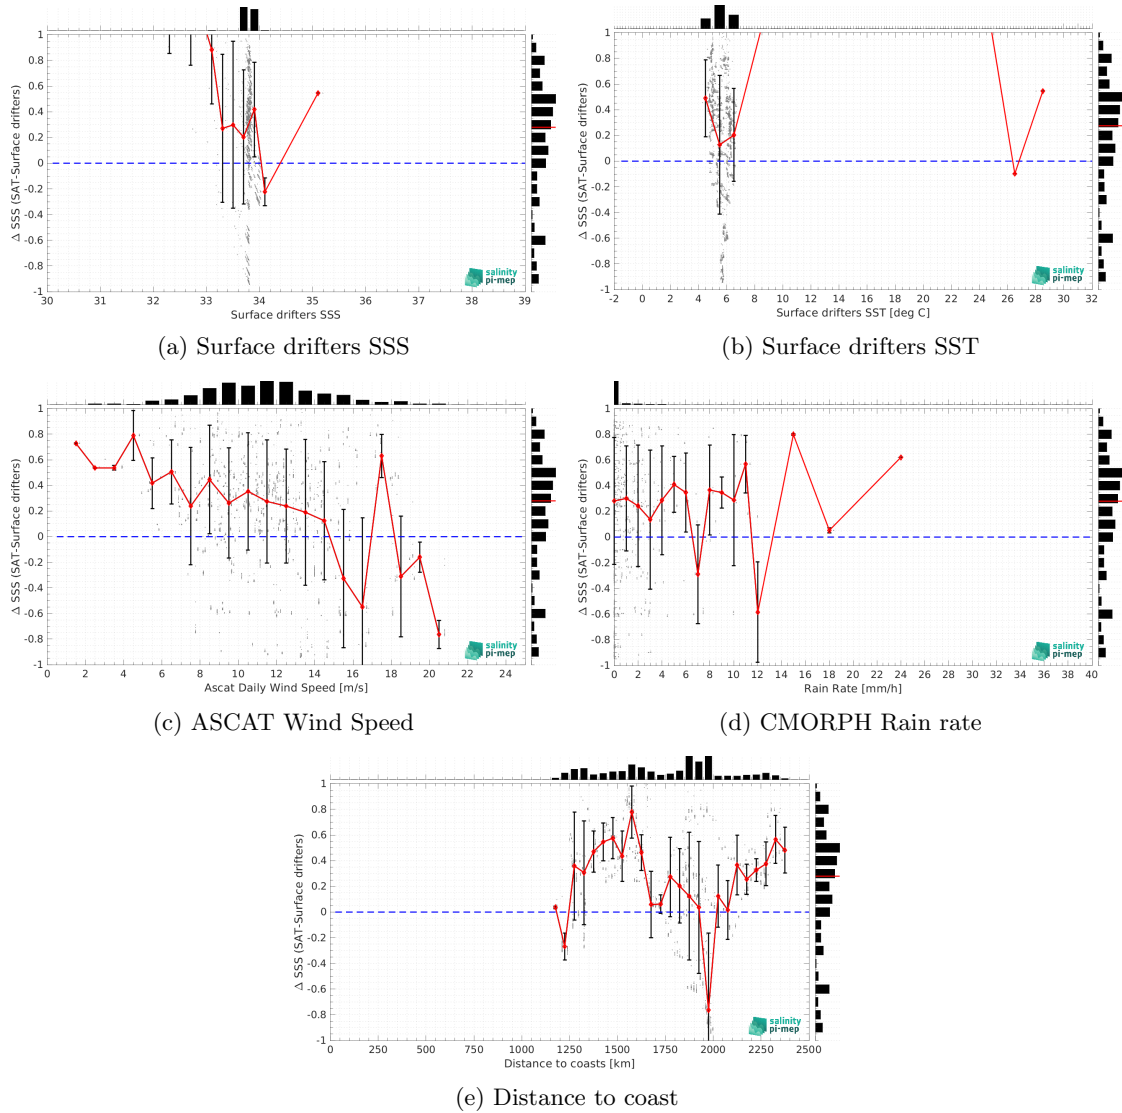 1
0.8
0.6
0.4
0.2
0
-0.2
-0.4
-0.6
-0.8
-1
Δ SSS (SAT-Surface drifters)
30 31 32 33 34 35 36 37 38 39
Surface drifters SSS
salinity
pi-mep
(a) Surface drifters SSS
1
0.8
0.6
0.4
0.2
0
-0.2
-0.4
-0.6
-0.8
-1
Δ SSS (SAT-Surface drifters)
-2 0 2 4 6 8 10 12 14 16 18 20 22 24 26 28 30 32
Surface drifters SST [deg C]
salinity
pi-mep
(b) Surface drifters SST
1
0.8
0.6
0.4
0.2
0
-0.2
-0.4
-0.6
-0.8
-1
Δ SSS (SAT-Surface drifters)
0 2 4 6 8 10 12 14 16 18 20 22 24
Ascat Daily Wind Speed [m/s]
salinity
pi-mep
(c) ASCAT Wind Speed
1
0.8
0.6
0.4
0.2
0
-0.2
-0.4
-0.6
-0.8
-1
Δ SSS (SAT-Surface drifters)
0 2 4 6 8 10 12 14 16 18 20 22 24 26 28 30 32 34 36 38 40
Rain Rate [mm/h]
salinity
pi-mep
(d) CMORPH Rain rate
1
0.8
0.6
0.4
0.2
0
-0.2
-0.4
-0.6
-0.8
-1
Δ SSS (SAT-Surface drifters)
0 250 500 750 1000 1250 1500 1750 2000 2250 2500
Distance to coasts [km]
salinity
pi-mep
(e) Distance to coast